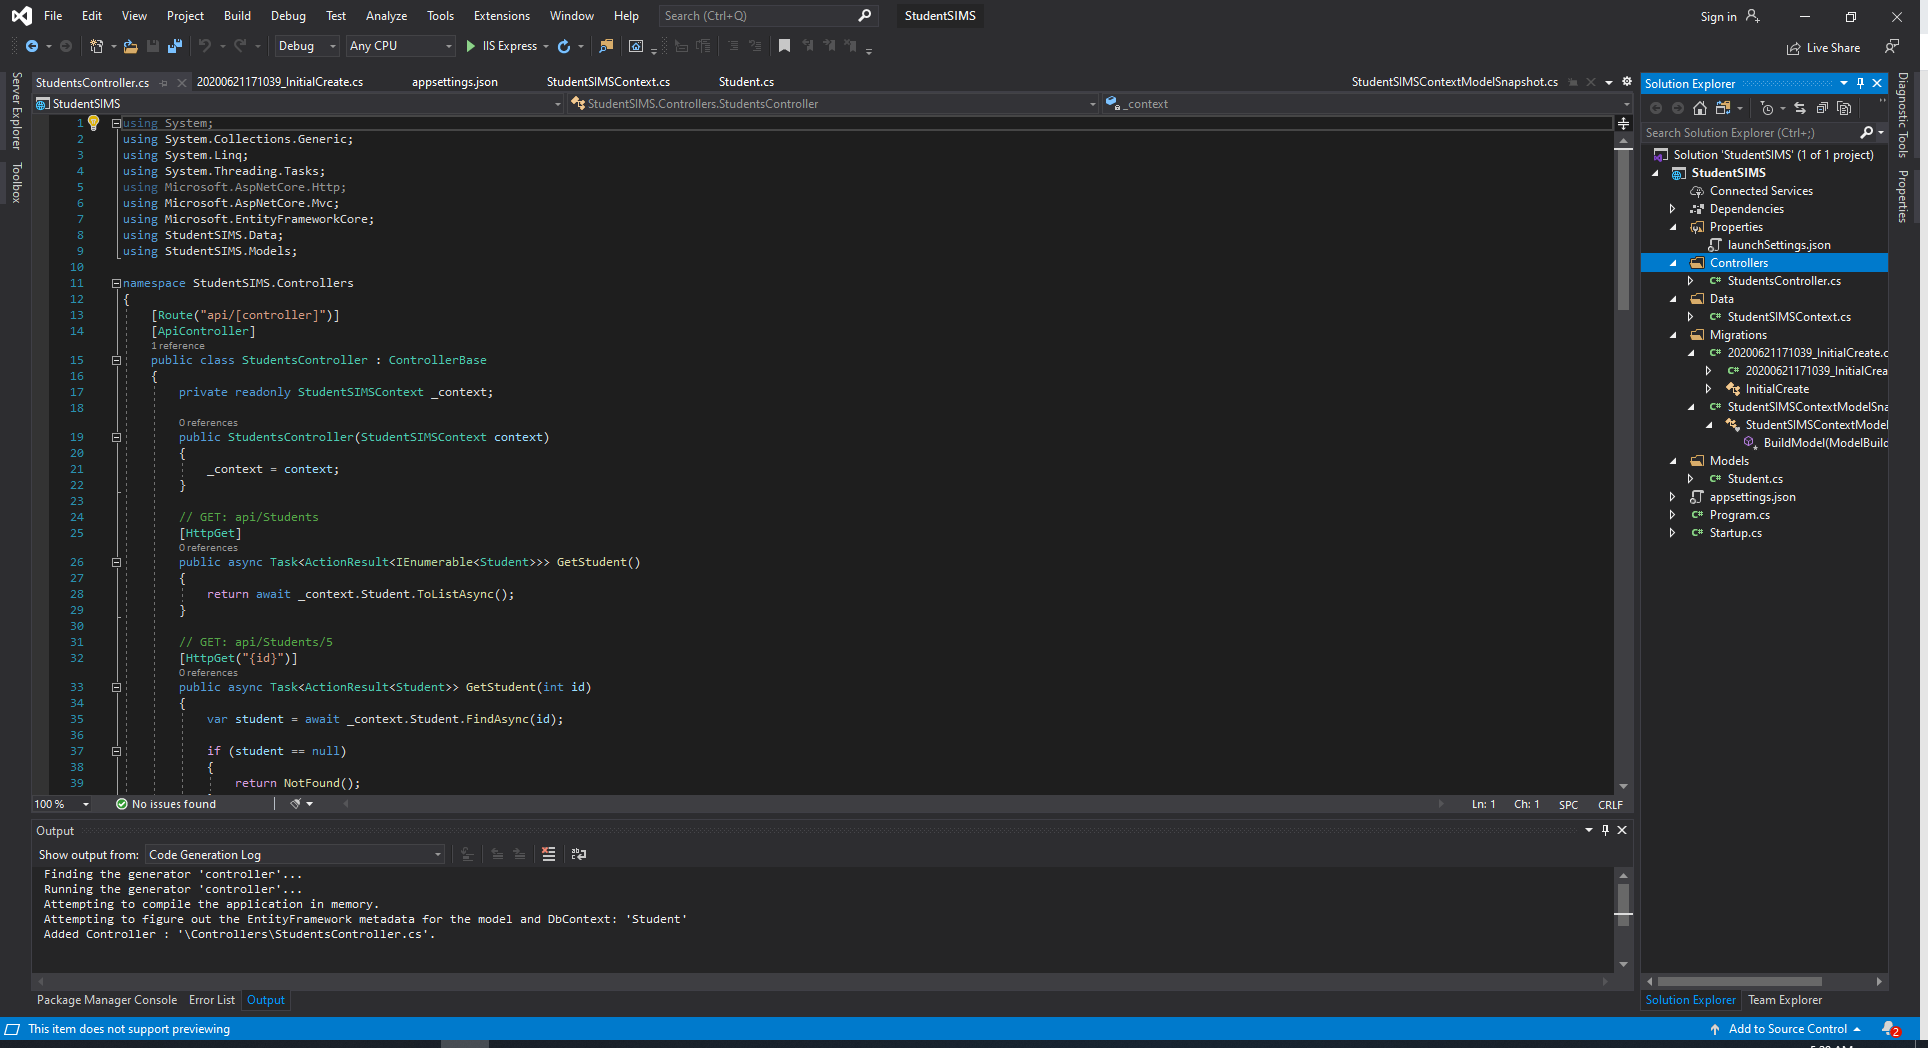 File Edit View Project Build Debug Test Analyze Tools Extensions Window Help Search (Ctrl+Q) StudentSIMS Sign in
Debug Any CPU IIS Express Live Share
Server Explorer
Toolbox
StudentsController.cs 20200621171039_InitialCreate.cs appsettings.json StudentSIMSContext.cs Student.cs StudentSIMSContextModelSnapshot.cs
StudentSIMS StudentSIMS.Controllers.StudentsController _context
1 using System;
2 using System.Collections.Generic;
3 using System.Linq;
4 using System.Threading.Tasks;
5 using Microsoft.AspNetCore.Http;
6 using Microsoft.AspNetCore.Mvc;
7 using Microsoft.EntityFrameworkCore;
8 using StudentSIMS.Data;
9 using StudentSIMS.Models;
10
11 namespace StudentSIMS.Controllers
12 {
13 [Route("api/[controller]")]
14 [ApiController]
1 reference
15 public class StudentsController : ControllerBase
16 {
17 private readonly StudentSIMSContext _context;
18
0 references
19 public StudentsController(StudentSIMSContext context)
20 {
21 _context = context;
22 }
23
24 // GET: api/Students
25 [HttpGet]
0 references
26 public async Task<ActionResult<IEnumerable<Student>>> GetStudent()
27 {
28 return await _context.Student.ToListAsync();
29 }
30
31 // GET: api/Students/5
32 [HttpGet("{id}")]
0 references
33 public async Task<ActionResult<Student>> GetStudent(int id)
34 {
35 var student = await _context.Student.FindAsync(id);
36
37 if (student == null)
38 {
39 return NotFound();
100 % No issues found Ln: 1 Ch: 1 SPC CRLF
Output
Show output from: Code Generation Log
Finding the generator 'controller'...
Running the generator 'controller'...
Attempting to compile the application in memory.
Attempting to figure out the EntityFramework metadata for the model and DbContext: 'Student'
Added Controller : '\Controllers\StudentsController.cs'.
Package Manager Console Error List Output
Solution Explorer
Search Solution Explorer (Ctrl+;)
Solution 'StudentSIMS' (1 of 1 project)
StudentSIMS
Connected Services
Dependencies
Properties
launchSettings.json
Controllers
C# StudentsController.cs
Data
C# StudentSIMSContext.cs
Migrations
C# 20200621171039_InitialCreate.c
C# 20200621171039_InitialCrea
InitialCreate
C# StudentSIMSContextModelSna
StudentSIMSContextModel
BuildModel(ModelBuild
Models
C# Student.cs
appsettings.json
C# Program.cs
C# Startup.cs
Solution Explorer Team Explorer
Diagnostic Tools
Properties
This item does not support previewing Add to Source Control 2